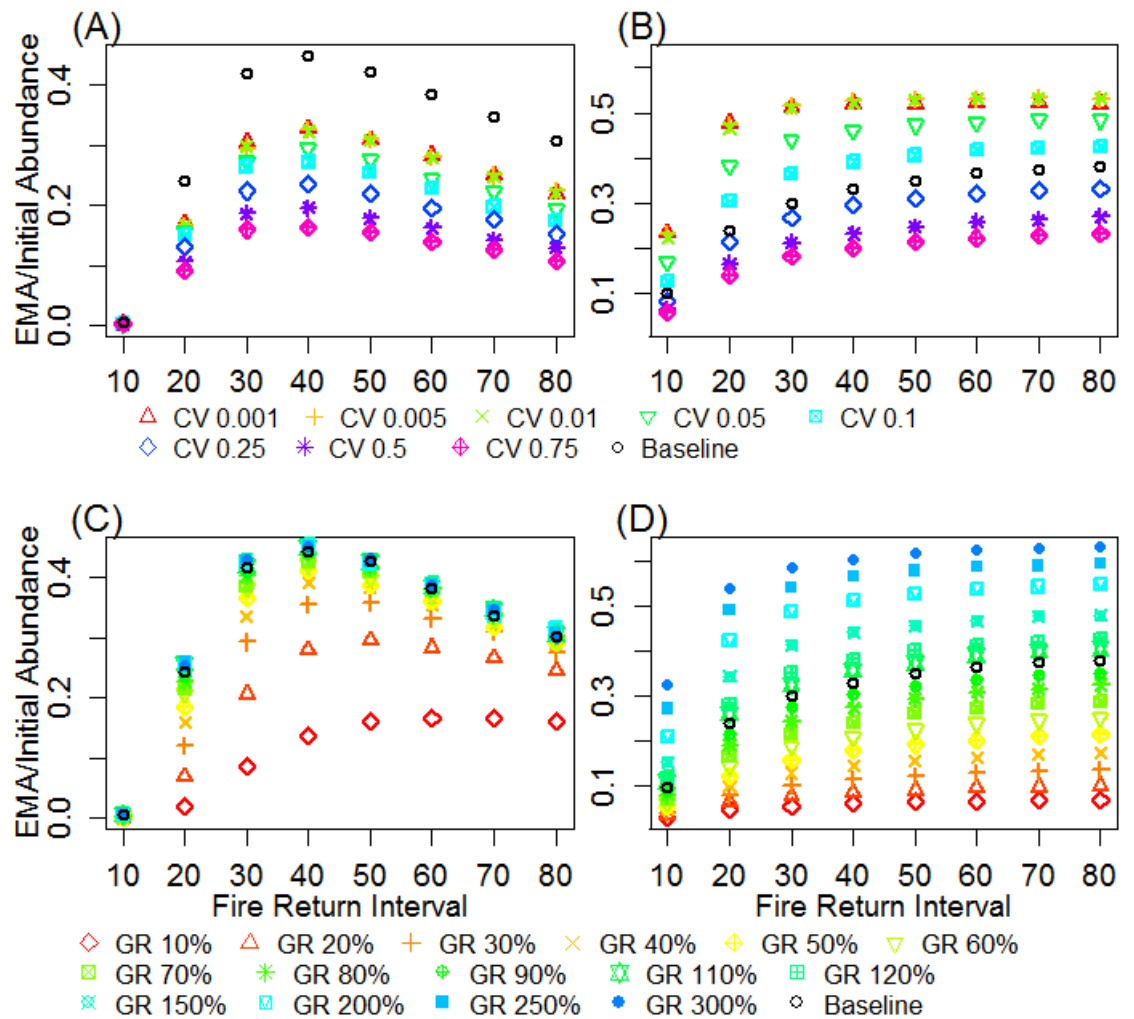 (A) (B)
EMA/Initial Abundance
0.0 0.2 0.4
0.1 0.3 0.5
10 20 30 40 50 60 70 80 10 20 30 40 50 60 70 80
CV 0.001 CV 0.005 CV 0.01 CV 0.05 CV 0.1
CV 0.25 CV 0.5 CV 0.75 Baseline
(C) (D)
EMA/Initial Abundance
0.0 0.2 0.4
0.1 0.3 0.5
10 20 30 40 50 60 70 80 10 20 30 40 50 60 70 80
Fire Return Interval Fire Return Interval
GR 10% GR 20% GR 30% GR 40% GR 50% GR 60%
GR 70% GR 80% GR 90% GR 110% GR 120%
GR 150% GR 200% GR 250% GR 300% Baseline